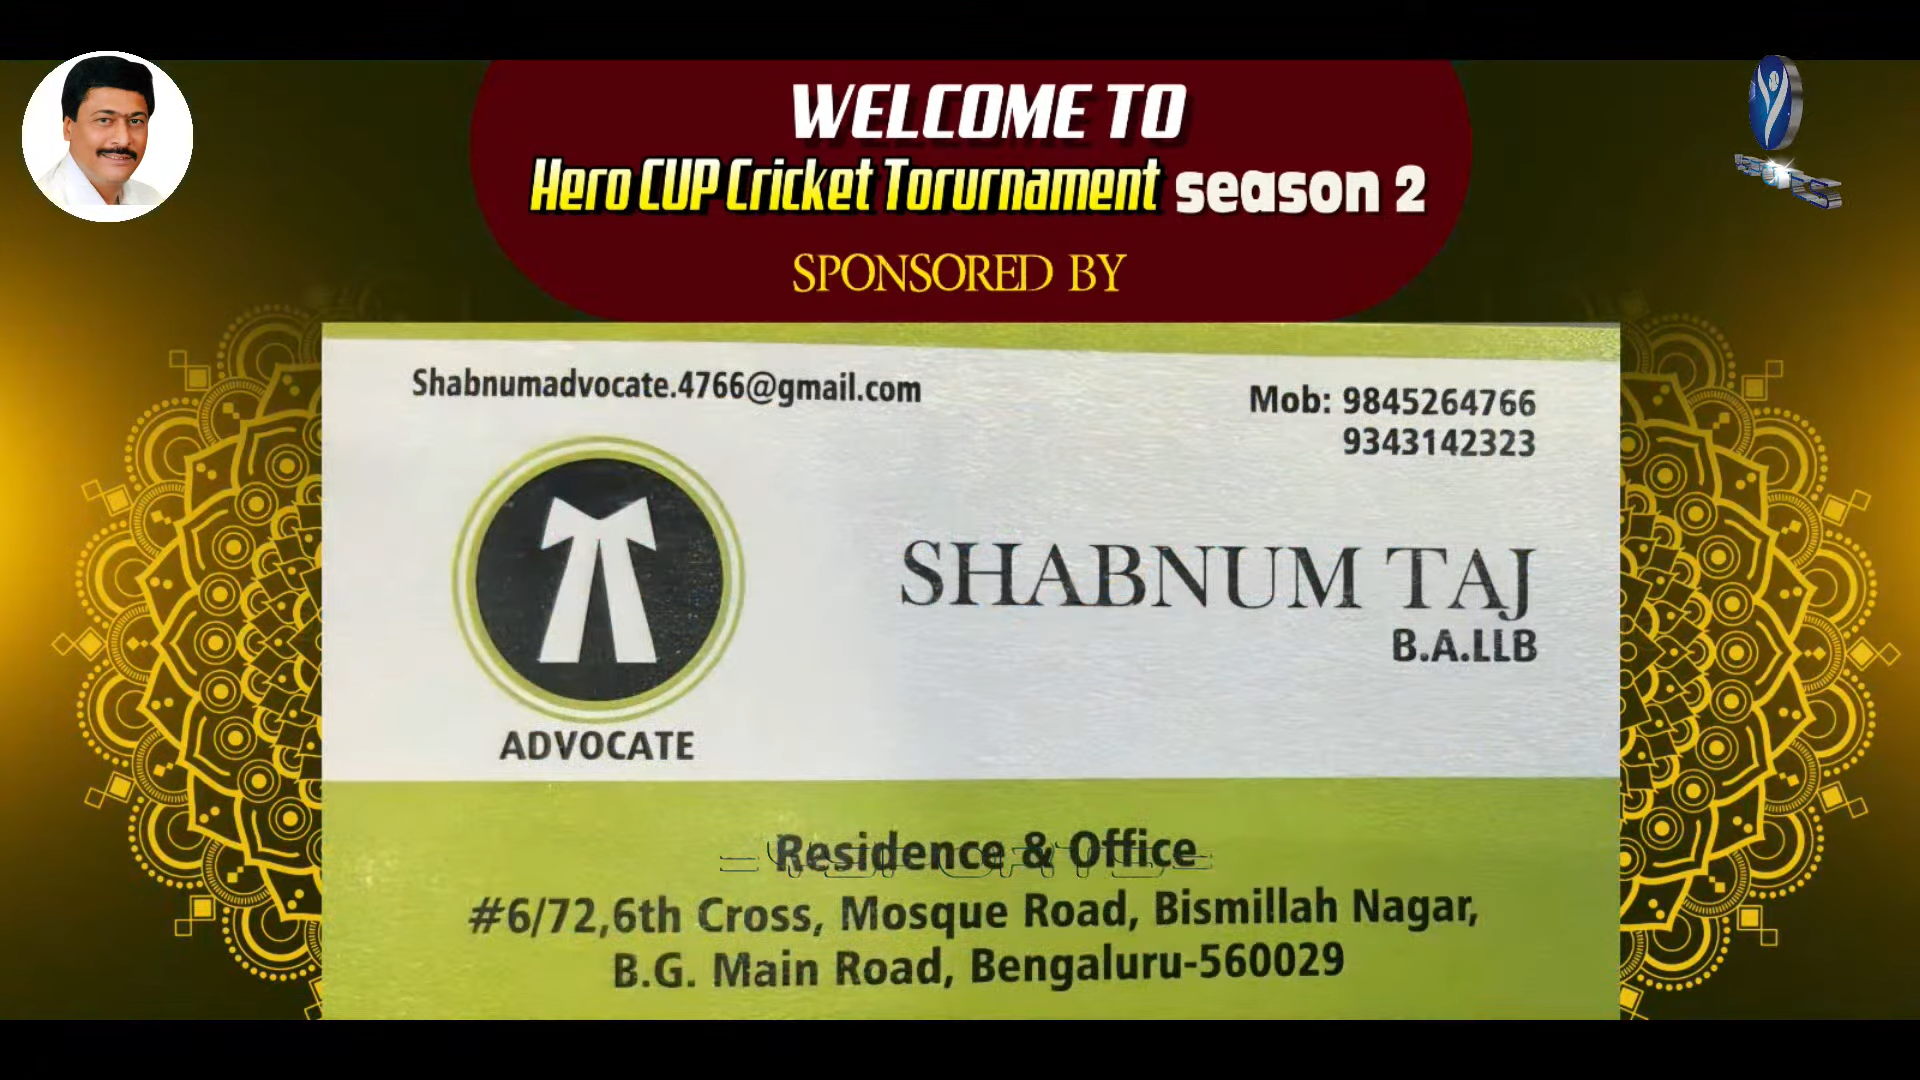 WELCOME TO
Hero CUP Cricket Torurnament season 2
SPONSORED BY
Shabnumadvocate.4766@gmail.com
Mob: 9845264766
9343142323
SHABNUM TAJ
B.A.LLB
ADVOCATE
Residence & Office
#6/72,6th Cross, Mosque Road, Bismillah Nagar,
B.G. Main Road, Bengaluru-560029